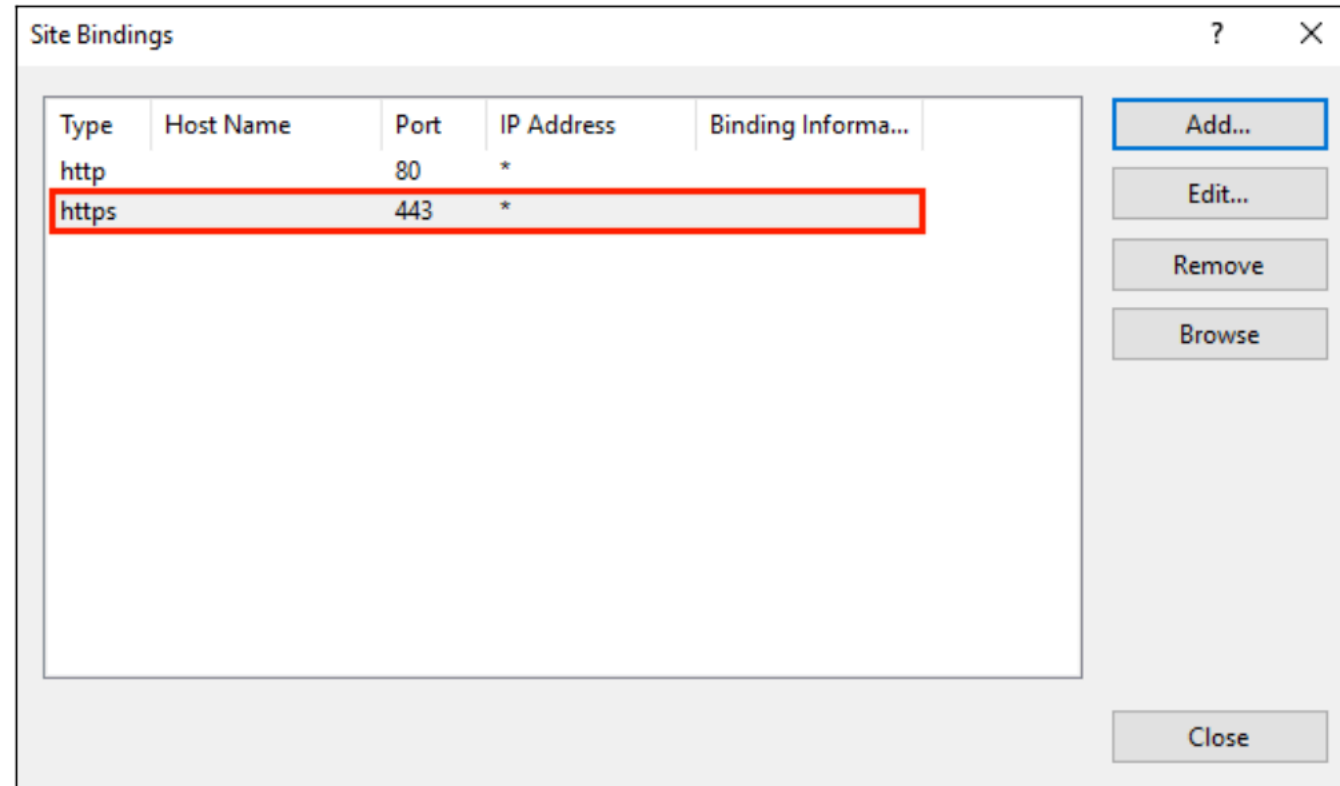 Site Bindings ?
Type Host Name Port IP Address Binding Informa...
http 80 *
https 443 *
Add...
Edit...
Remove
Browse
Close